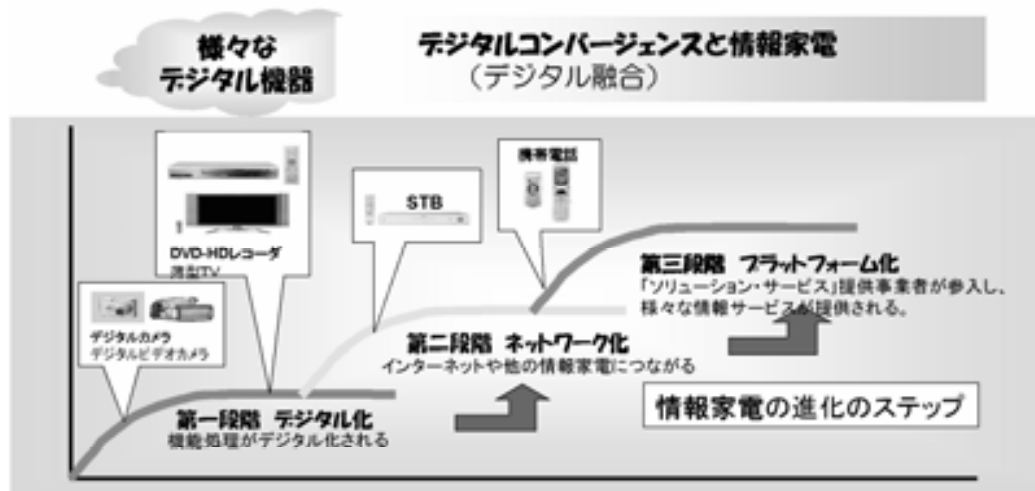 様々な
デジタル機器
デジタルコンバージェンスと情報家電
(デジタル融合)
携帯電話
STB
DVD-HDレコーダ
薄型TV
デジタルカメラ
デジタルビデオカメラ
第三段階 プラットフォーム化
「ソリューション・サービス」提供事業者が参入し、
様々な情報サービスが提供される。
第二段階 ネットワーク化
インターネットや他の情報家電につながる
第一段階 デジタル化
機能処理がデジタル化される
情報家電の進化のステップ